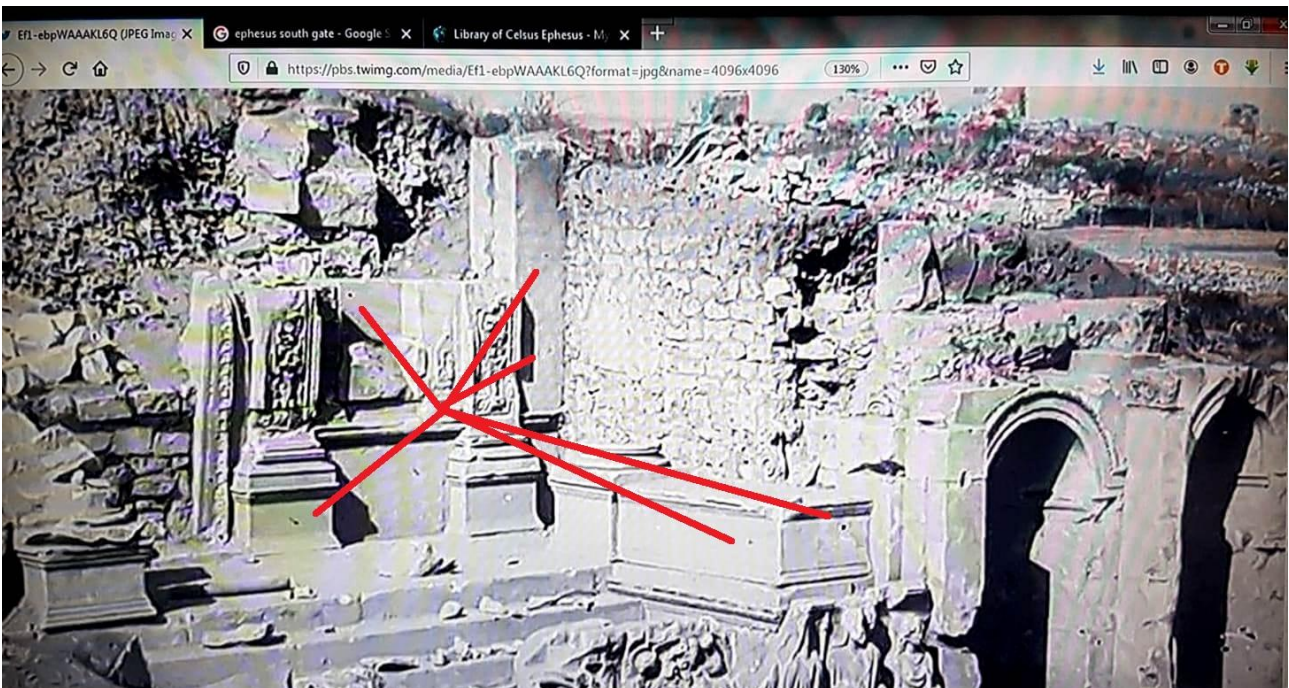 Ef1-ebpWAAAKL6Q (JPEG Imag
ephesus south gate - Google S
Library of Celsus Ephesus - My
https://pbs.twimg.com/media/Ef1-ebpWAAAKL6Q?format=jpg&name=4096x4096
130%